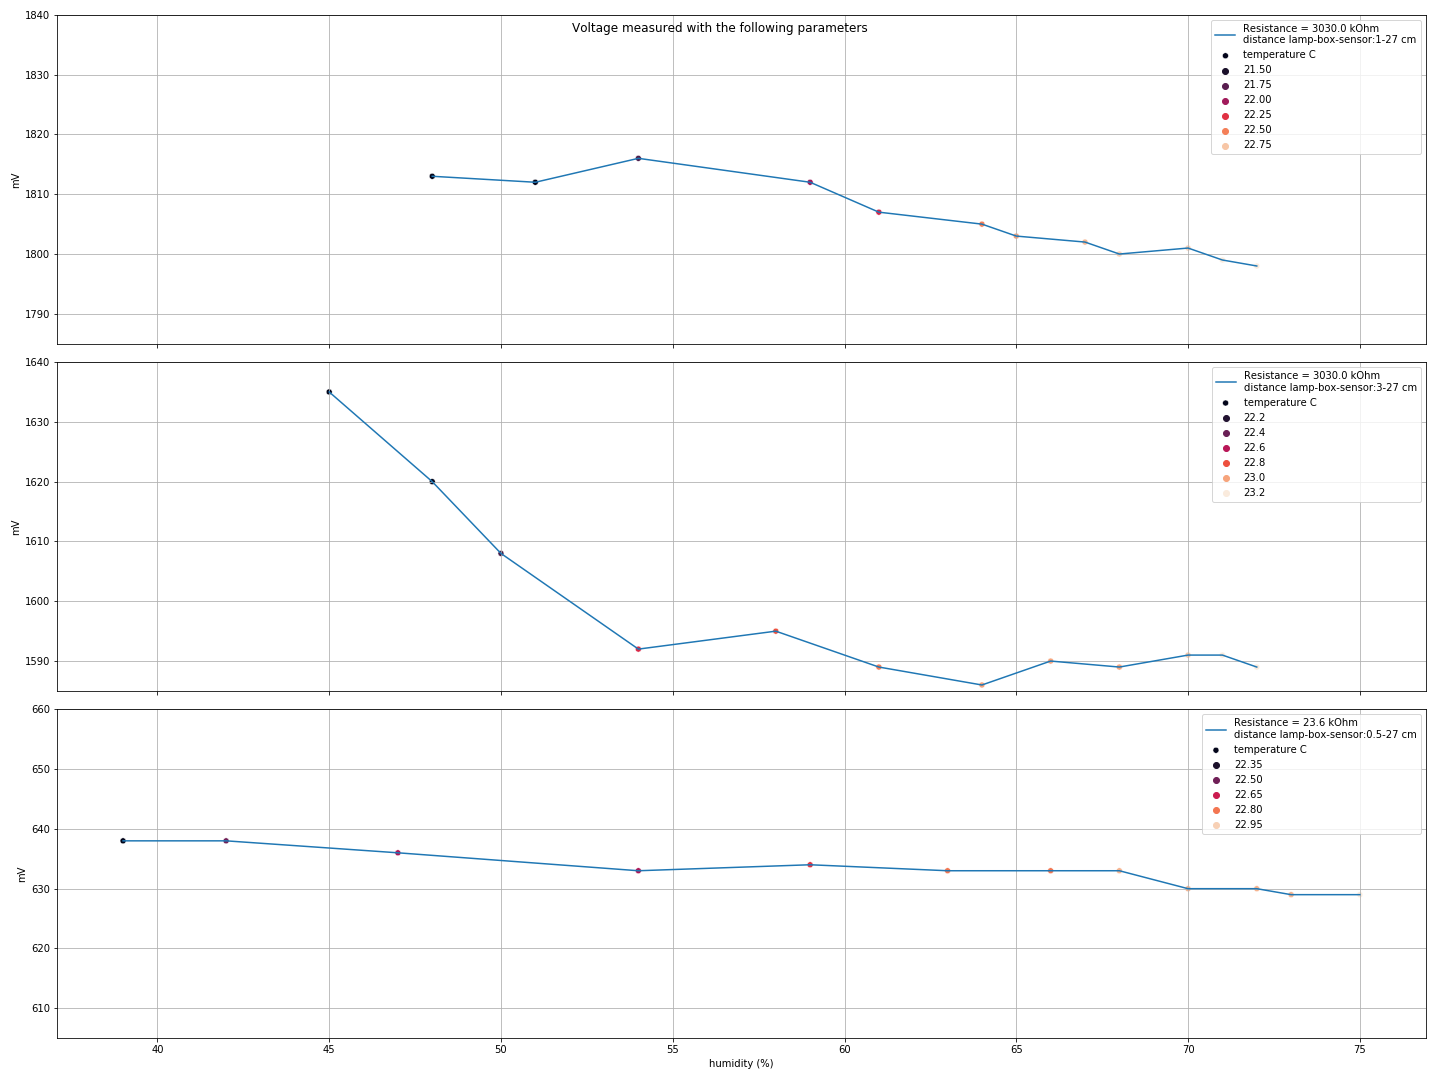 Voltage measured with the following parameters
1840
1830
1820
1810
1800
1790
mV
Resistance = 3030.0 kOhm
distance lamp-box-sensor:1-27 cm
temperature C
21.50
21.75
22.00
22.25
22.50
22.75
1640
1630
1620
1610
1600
1590
mV
Resistance = 3030.0 kOhm
distance lamp-box-sensor:3-27 cm
temperature C
22.2
22.4
22.6
22.8
23.0
23.2
660
650
640
630
620
610
mV
Resistance = 23.6 kOhm
distance lamp-box-sensor:0.5-27 cm
temperature C
22.35
22.50
22.65
22.80
22.95
40 45 50 55 60 65 70 75
humidity (%)